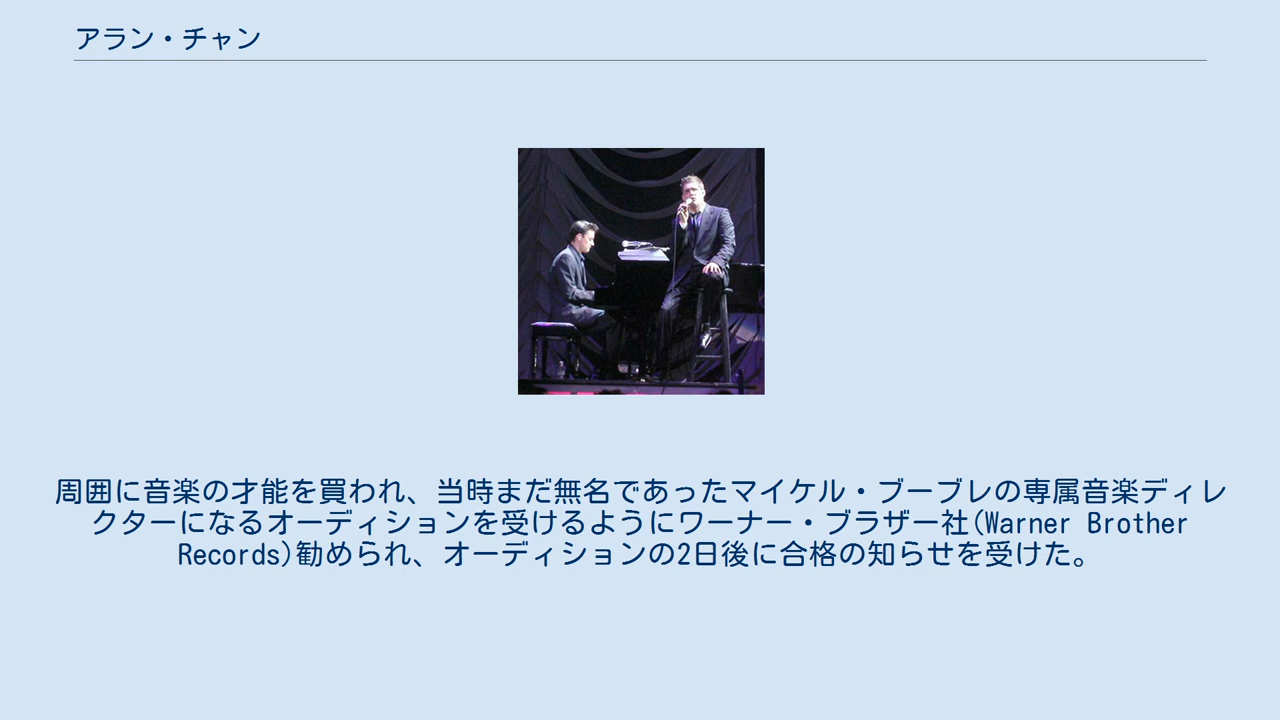 アラン・チャン
周囲に音楽の才能を買われ、当時まだ無名であったマイケル・ブーブレの専属音楽ディレ
クターになるオーディションを受けるようにワーナー・ブラザー社(Warner Brother
Records)勧められ、オーディションの2日後に合格の知らせを受けた。